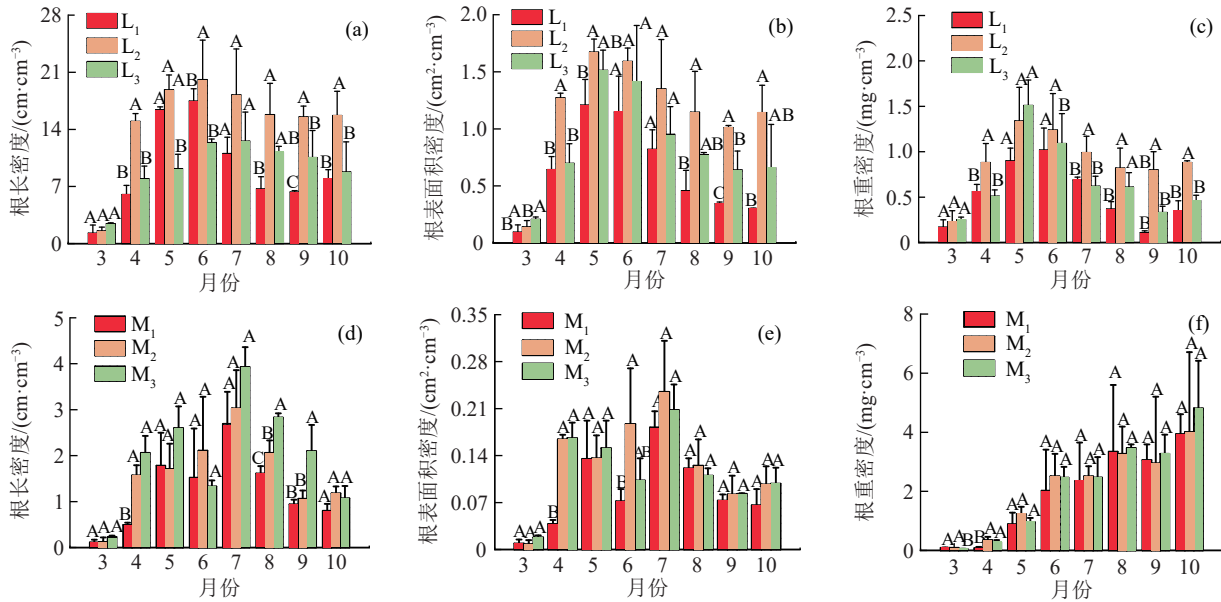 (a)
L₁
L₂
L₃
根长密度/(cm·cm⁻³)
28
21
14
7
0
A A A
B A B
A A B
AB A B
A A A
B A AB
C A B
B A B
3 4 5 6 7 8 9 10
月份
(b)
L₁
L₂
L₃
根表面积密度/(cm²·cm⁻³)
2.0
1.5
1.0
0.5
0
B A B A
B A B
B A A
AB A A
B A AB
B A AB
C A B
B A AB
3 4 5 6 7 8 9 10
月份
(c)
L₁
L₂
L₃
根重密度/(mg·cm⁻³)
2.5
2.0
1.5
1.0
0.5
0
A A A
B A B
A A A
A A B
B A B
B A A
B A B
B A B
3 4 5 6 7 8 9 10
月份
(d)
M₁
M₂
M₃
根长密度/(cm·cm⁻³)
5
4
3
2
1
0
A A A
B A A
A A A
A A A
A A A
C B A
B B A
A A A
3 4 5 6 7 8 9 10
月份
(e)
M₁
M₂
M₃
根表面积密度/(cm²·cm⁻³)
0.35
0.28
0.21
0.14
0.07
0
A A A
B A A
A A A
B A AB
A A A
A A A
A A A
A A A
3 4 5 6 7 8 9 10
月份
(f)
M₁
M₂
M₃
根重密度/(mg·cm⁻³)
8
6
4
2
0
A A B
B A A
A A A
A A A
A A A
A A A
A A A
A A A
3 4 5 6 7 8 9 10
月份